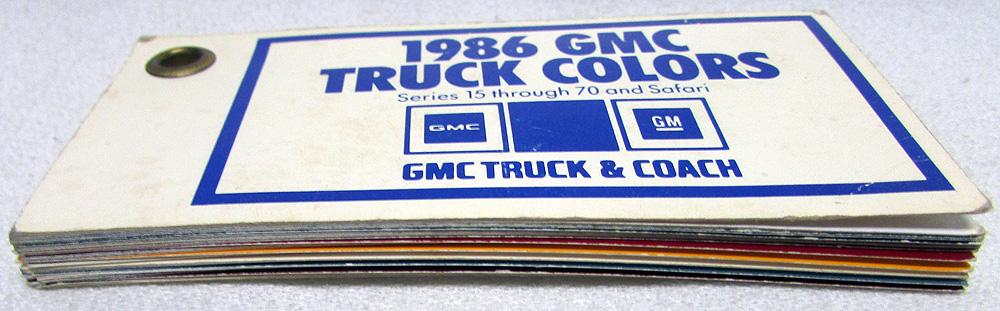 1986 GMC
TRUCK COLORS
Series 15 through 70 and Safari
GMC
GM
GMC TRUCK & COACH